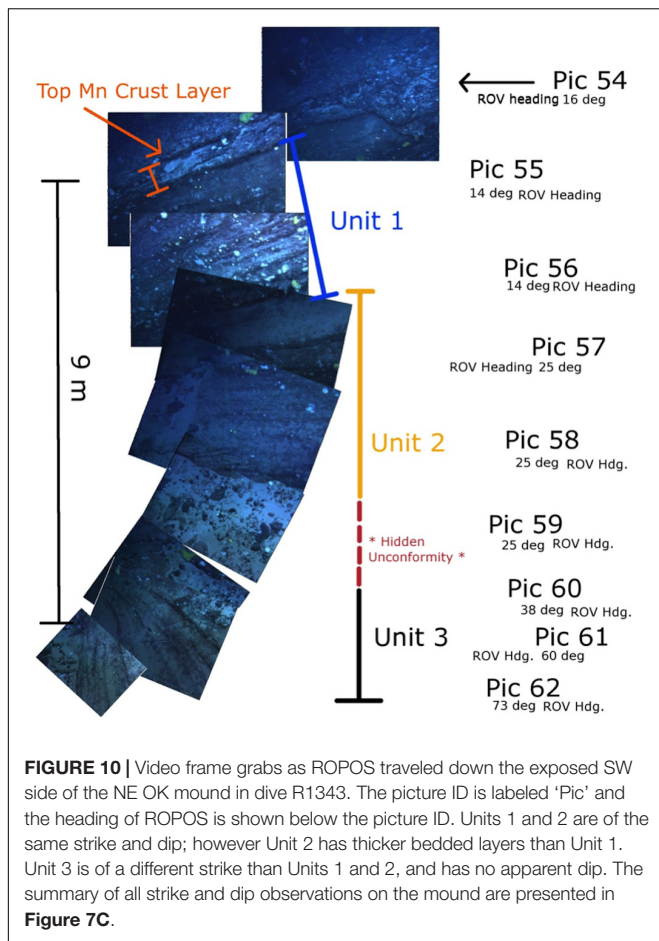 Top Mn Crust Layer
Pic 54
ROV heading 16 deg
Pic 55
14 deg ROV Heading
Unit 1
Pic 56
14 deg ROV Heading
Pic 57
ROV Heading 25 deg
9 m
Unit 2
Pic 58
25 deg ROV Hdg.
Pic 59
25 deg ROV Hdg.
* Hidden
Unconformity *
Pic 60
38 deg ROV Hdg.
Unit 3
Pic 61
ROV Hdg. 60 deg
Pic 62
73 deg ROV Hdg.
FIGURE 10 | Video frame grabs as ROPOS traveled down the exposed SW
side of the NE OK mound in dive R1343. The picture ID is labeled ‘Pic’ and
the heading of ROPOS is shown below the picture ID. Units 1 and 2 are of the
same strike and dip; however Unit 2 has thicker bedded layers than Unit 1.
Unit 3 is of a different strike than Units 1 and 2, and has no apparent dip. The
summary of all strike and dip observations on the mound are presented in
Figure 7C.